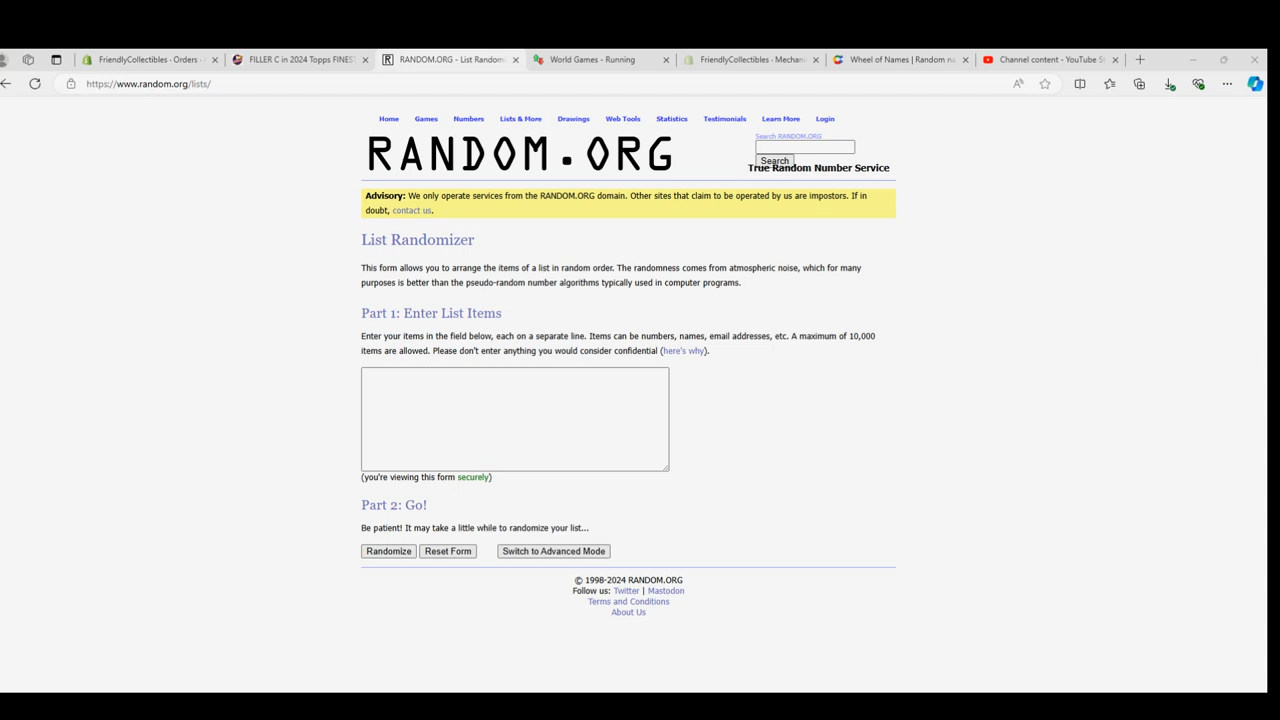 FriendlyCollectibles · Orders ·
FILLER C in 2024 Topps FINEST
RANDOM.ORG - List Random
World Games - Running
FriendlyCollectibles - Mechan
Wheel of Names | Random na
Channel content - YouTube S
https://www.random.org/lists/
Home Games Numbers Lists & More Drawings Web Tools Statistics Testimonials Learn More Login
RANDOM.ORG
Search RANDOM.ORG
Search
True Random Number Service
Advisory: We only operate services from the RANDOM.ORG domain. Other sites that claim to be operated by us are impostors. If in
doubt, contact us.
List Randomizer
This form allows you to arrange the items of a list in random order. The randomness comes from atmospheric noise, which for many
purposes is better than the pseudo-random number algorithms typically used in computer programs.
Part 1: Enter List Items
Enter your items in the field below, each on a separate line. Items can be numbers, names, email addresses, etc. A maximum of 10,000
items are allowed. Please don't enter anything you would consider confidential (here's why).
(you're viewing this form securely)
Part 2: Go!
Be patient! It may take a little while to randomize your list...
Randomize Reset Form Switch to Advanced Mode
© 1998-2024 RANDOM.ORG
Follow us: Twitter | Mastodon
Terms and Conditions
About Us